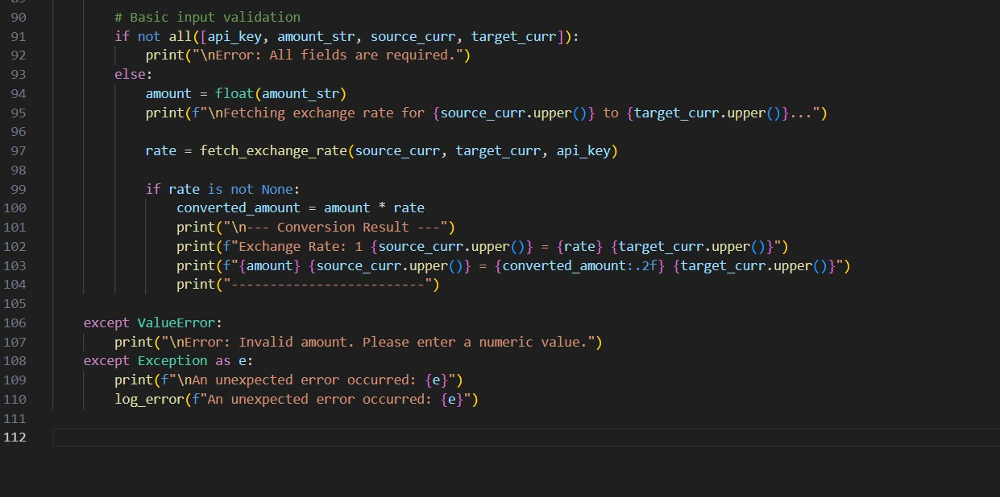 90 # Basic input validation
91 if not all([api_key, amount_str, source_curr, target_curr]):
92 print("\nError: All fields are required.")
93 else:
94 amount = float(amount_str)
95 print(f"\nFetching exchange rate for {source_curr.upper()} to {target_curr.upper()}...")
96
97 rate = fetch_exchange_rate(source_curr, target_curr, api_key)
98
99 if rate is not None:
100 converted_amount = amount * rate
101 print("\n--- Conversion Result ---")
102 print(f"Exchange Rate: 1 {source_curr.upper()} = {rate} {target_curr.upper()}")
103 print(f"{amount} {source_curr.upper()} = {converted_amount:.2f} {target_curr.upper()}")
104 print("-------------------------")
105
106 except ValueError:
107 print("\nError: Invalid amount. Please enter a numeric value.")
108 except Exception as e:
109 print(f"\nAn unexpected error occurred: {e}")
110 log_error(f"An unexpected error occurred: {e}")
111
112